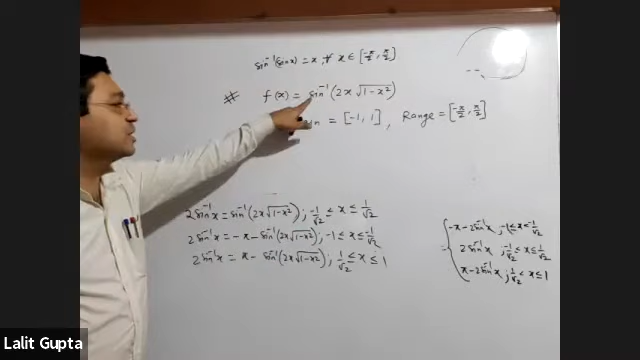 sin⁻¹(sinx) = x, ∀ x ∈ [-π/2, π/2]
# f(x) = sin⁻¹(2x √1-x²)
= [-1, 1], Range = [-π/2, π/2]
2sin⁻¹x = sin⁻¹(2x√1-x²); -1/√2 ≤ x ≤ 1/√2
2sin⁻¹x = -π - sin⁻¹(2x√1-x²); -1 ≤ x ≤ -1/√2
2sin⁻¹x = π - sin⁻¹(2x√1-x²); 1/√2 ≤ x ≤ 1
-π-2sin⁻¹x, -1≤x≤-1/√2
2sin⁻¹x ; -1/√2 ≤ x ≤ 1/√2
π-2sin⁻¹x ; 1/√2 ≤ x ≤ 1
Lalit Gupta